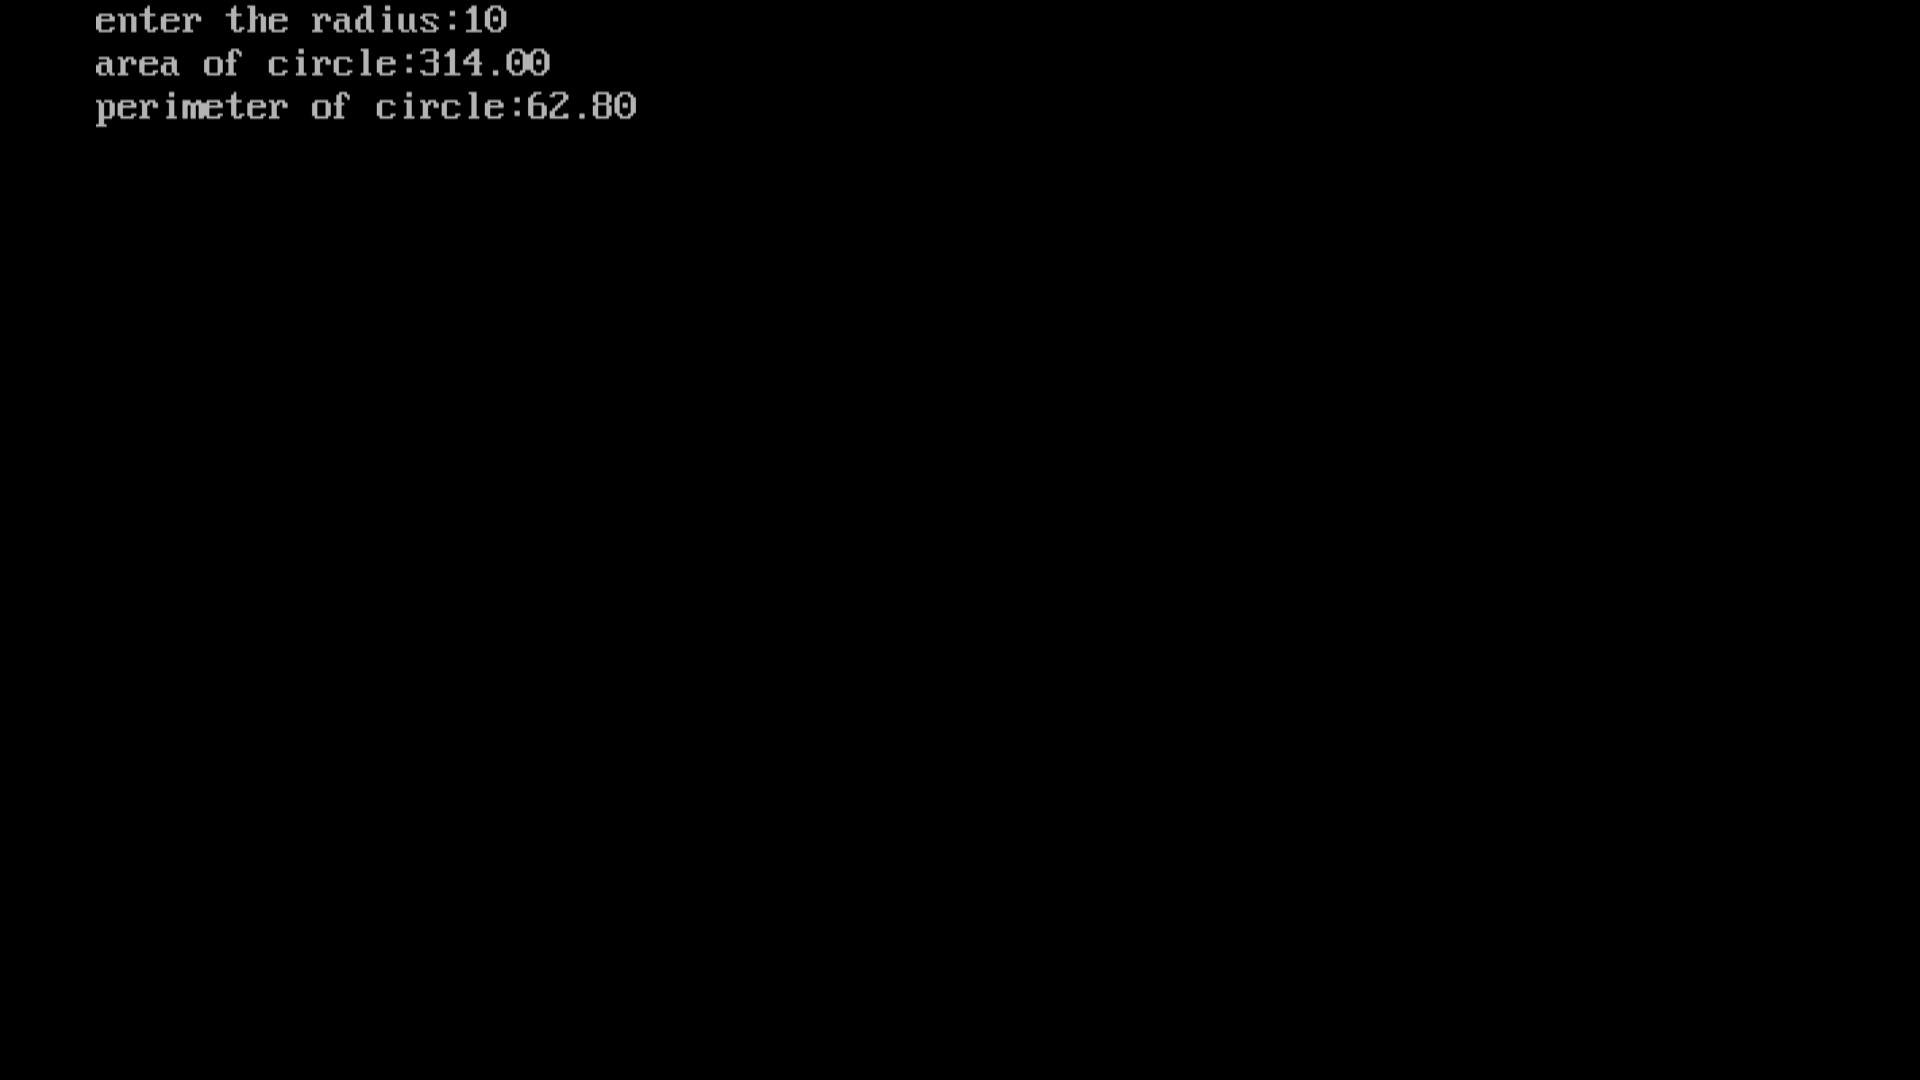 enter the radius:10
area of circle:314.00
perimeter of circle:62.80